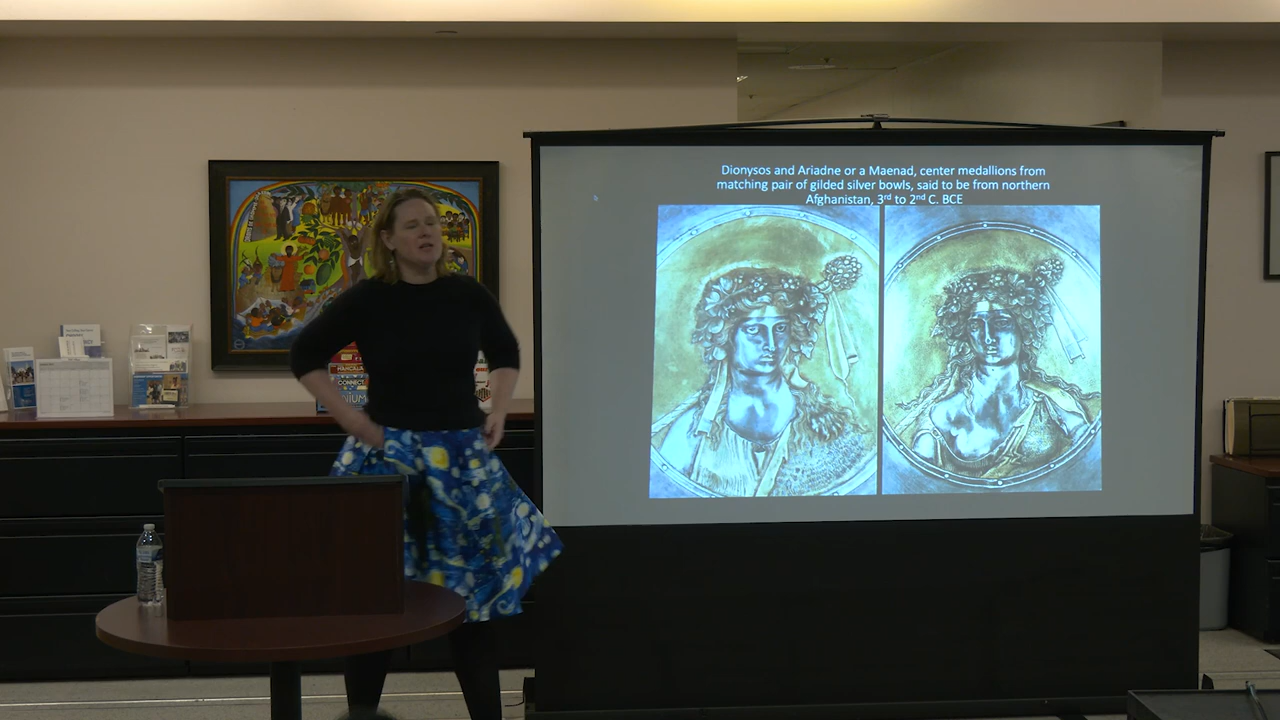 Dionysos and Ariadne or a Maenad, center medallions from
matching pair of gilded silver bowls, said to be from northern
Afghanistan, 3rd to 2nd C. BCE
CONNECT